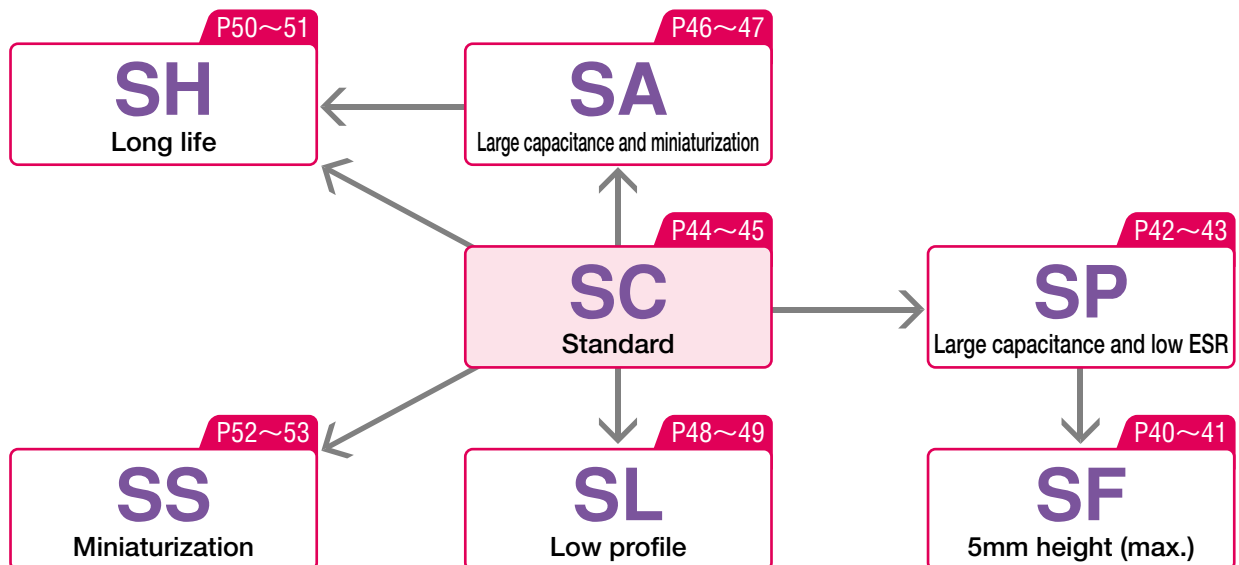 P50～51
SH
Long life
P46～47
SA
Large capacitance and miniaturization
P44～45
SC
Standard
P42～43
SP
Large capacitance and low ESR
P52～53
SS
Miniaturization
P48～49
SL
Low profile
P40～41
SF
5mm height (max.)